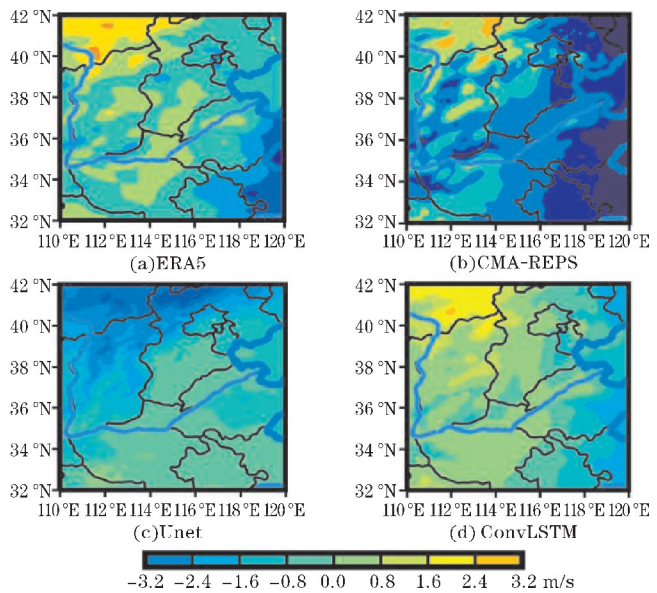 42 °N
40 °N
38 °N
36 °N
34 °N
32 °N
110 °E 112 °E 114 °E 116 °E 118 °E 120 °E
(a)ERA5
42 °N
40 °N
38 °N
36 °N
34 °N
32 °N
110 °E 112 °E 114 °E 116 °E 118 °E 120 °E
(b)CMA-REPS
42 °N
40 °N
38 °N
36 °N
34 °N
32 °N
110 °E 112 °E 114 °E 116 °E 118 °E 120 °E
(c)Unet
42 °N
40 °N
38 °N
36 °N
34 °N
32 °N
110 °E 112 °E 114 °E 116 °E 118 °E 120 °E
(d) ConvLSTM
-3.2 -2.4 -1.6 -0.8 0.0 0.8 1.6 2.4 3.2 m/s